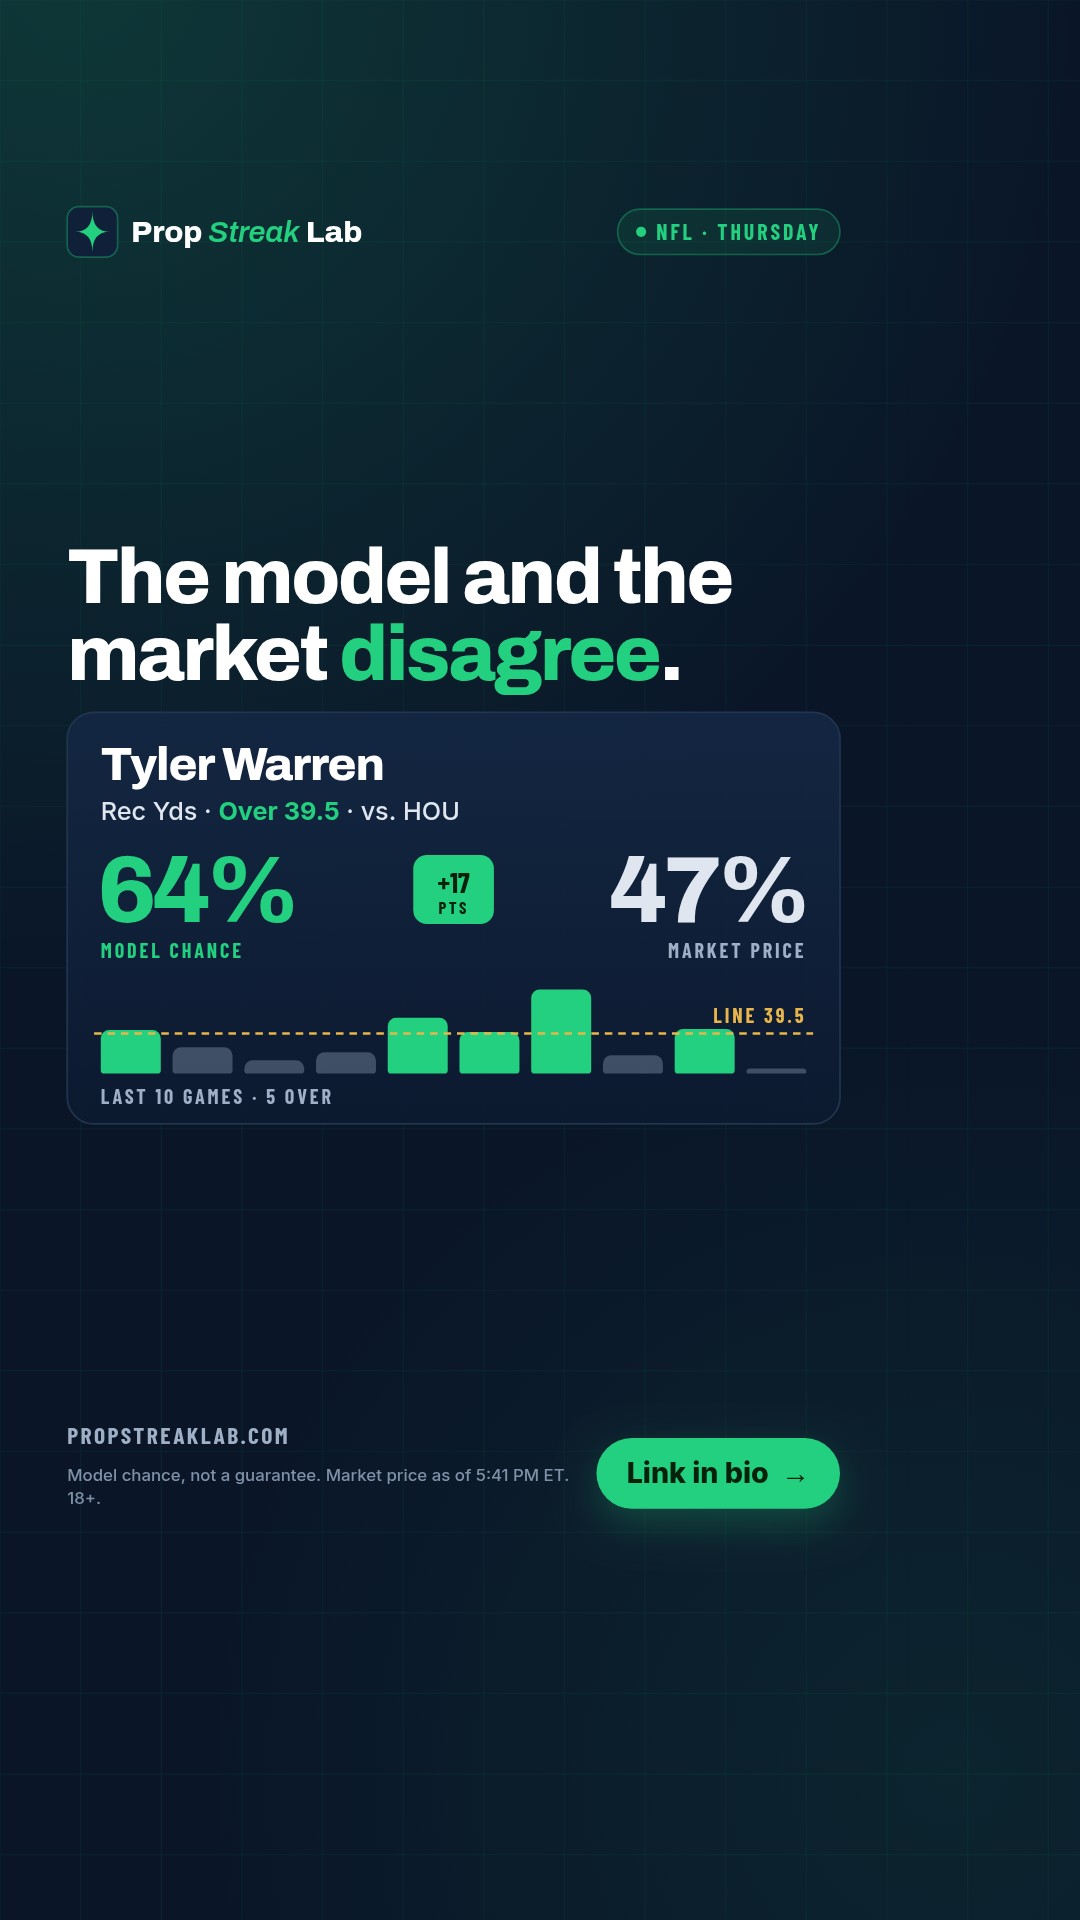 Prop Streak Lab
NFL · THURSDAY
The model and the
market disagree.
Tyler Warren
Rec Yds · Over 39.5 · vs. HOU
64%
+17
PTS
47%
MODEL CHANCE
MARKET PRICE
LINE 39.5
LAST 10 GAMES · 5 OVER
PROPSTREAKLAB.COM
Model chance, not a guarantee. Market price as of 5:41 PM ET.
18+.
Link in bio →